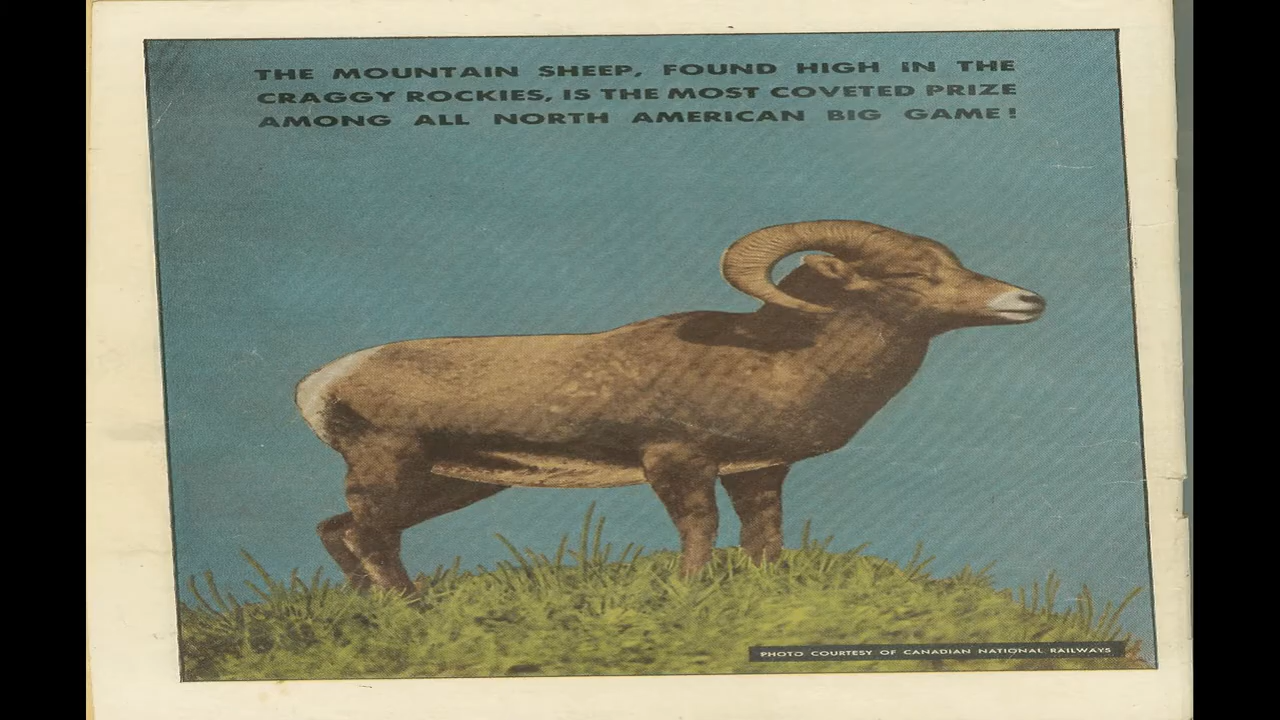 THE MOUNTAIN SHEEP, FOUND HIGH IN THE
CRAGGY ROCKIES, IS THE MOST COVETED PRIZE
AMONG ALL NORTH AMERICAN BIG GAME!
PHOTO COURTESY OF CANADIAN NATIONAL RAILWAYS